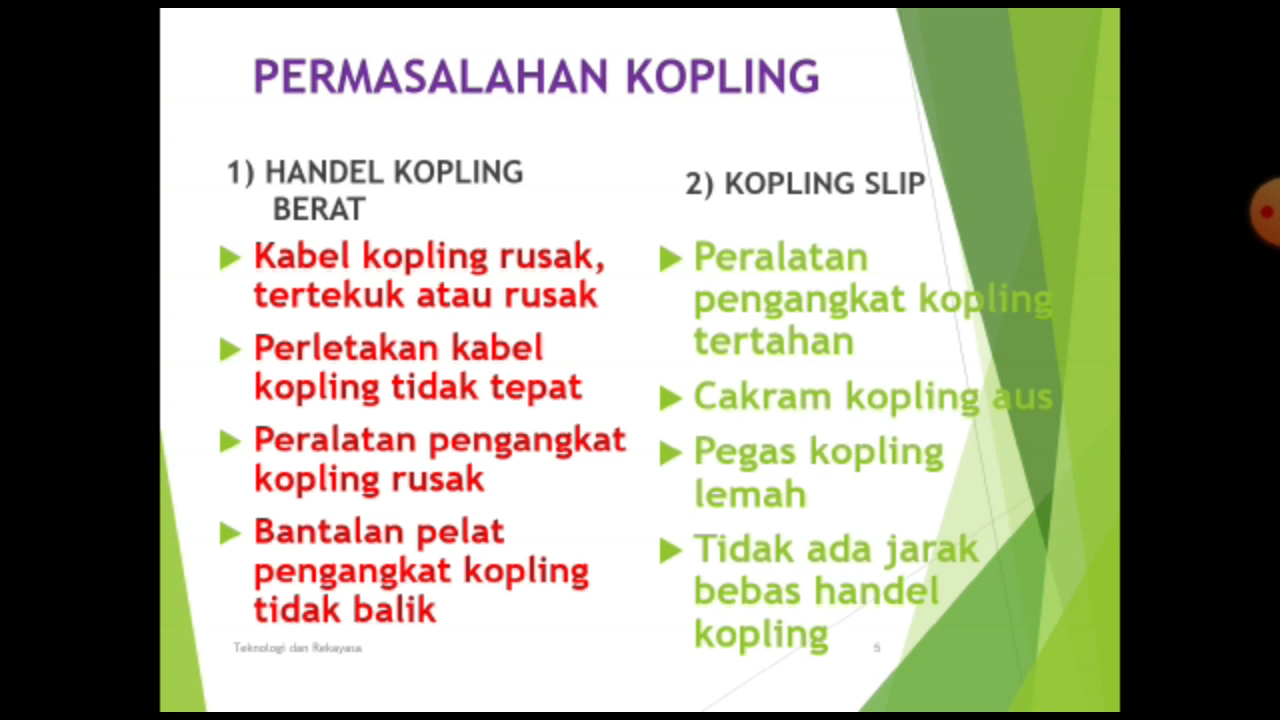 PERMASALAHAN KOPLING
1) HANDEL KOPLING
BERAT
Kabel kopling rusak,
tertekuk atau rusak
Perletakan kabel
kopling tidak tepat
Peralatan pengangkat
kopling rusak
Bantalan pelat
pengangkat kopling
tidak balik
2) KOPLING SLIP
Peralatan
pengangkat kopling
tertahan
Cakram kopling aus
Pegas kopling
lemah
Tidak ada jarak
bebas handel
kopling
Teknologi dan Rekayasa
5